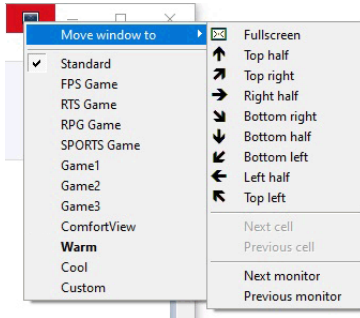 Move window to
Standard
FPS Game
RTS Game
RPG Game
SPORTS Game
Game1
Game2
Game3
ComfortView
Warm
Cool
Custom
Fullscreen
Top half
Top right
Right half
Bottom right
Bottom half
Bottom left
Left half
Top left
Next cell
Previous cell
Next monitor
Previous monitor